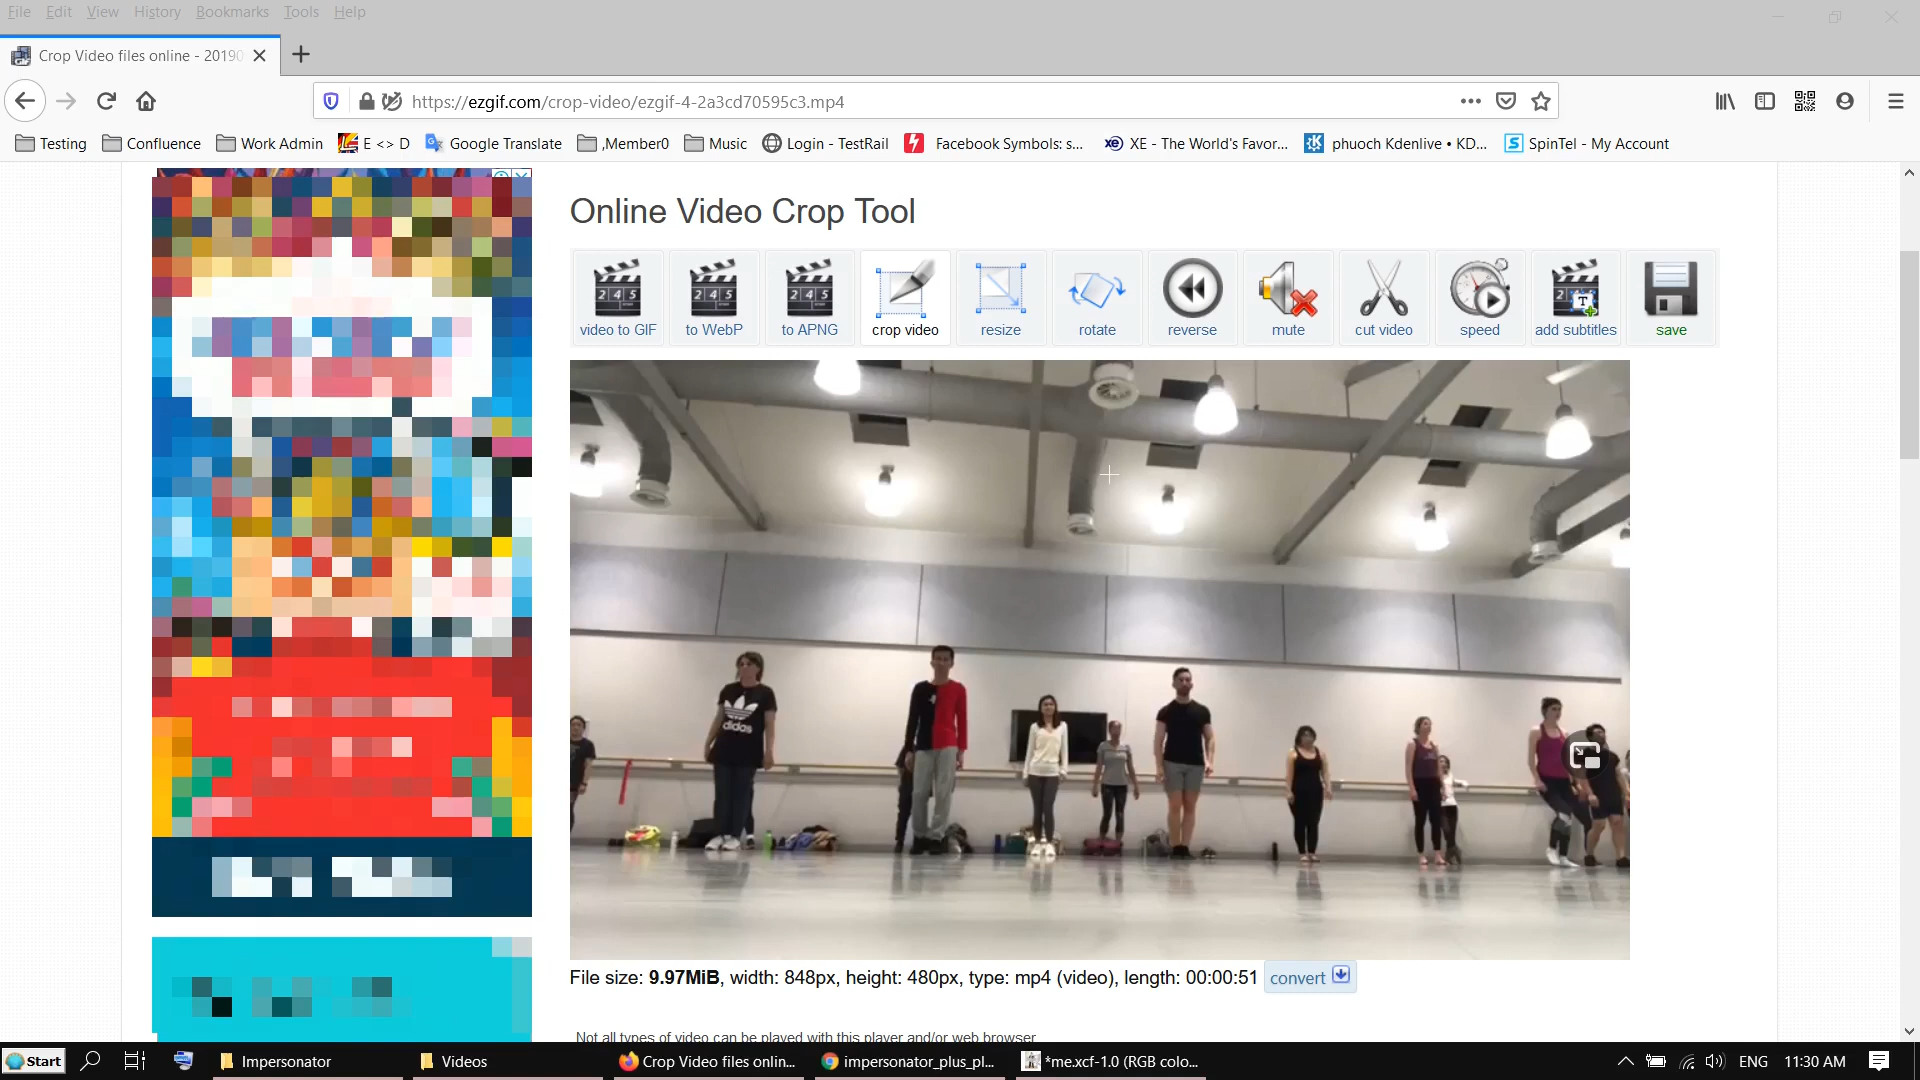 File Edit View History Bookmarks Tools Help
Crop Video files online - 20190
https://ezgif.com/crop-video/ezgif-4-2a3cd70595c3.mp4
Testing Confluence Work Admin E <> D Google Translate ,Member0 Music Login - TestRail Facebook Symbols: s... XE - The World's Favor... phuoch Kdenlive • KD... SpinTel - My Account
Online Video Crop Tool
video to GIF to WebP to APNG crop video resize rotate reverse mute cut video speed add subtitles save
adidas
File size: 9.97MiB, width: 848px, height: 480px, type: mp4 (video), length: 00:00:51 convert
Not all types of video can be played with this player and/or web browser
Start Impersonator Videos Crop Video files onlin... impersonator_plus_pl... *me.xcf-1.0 (RGB colo... ENG 11:30 AM